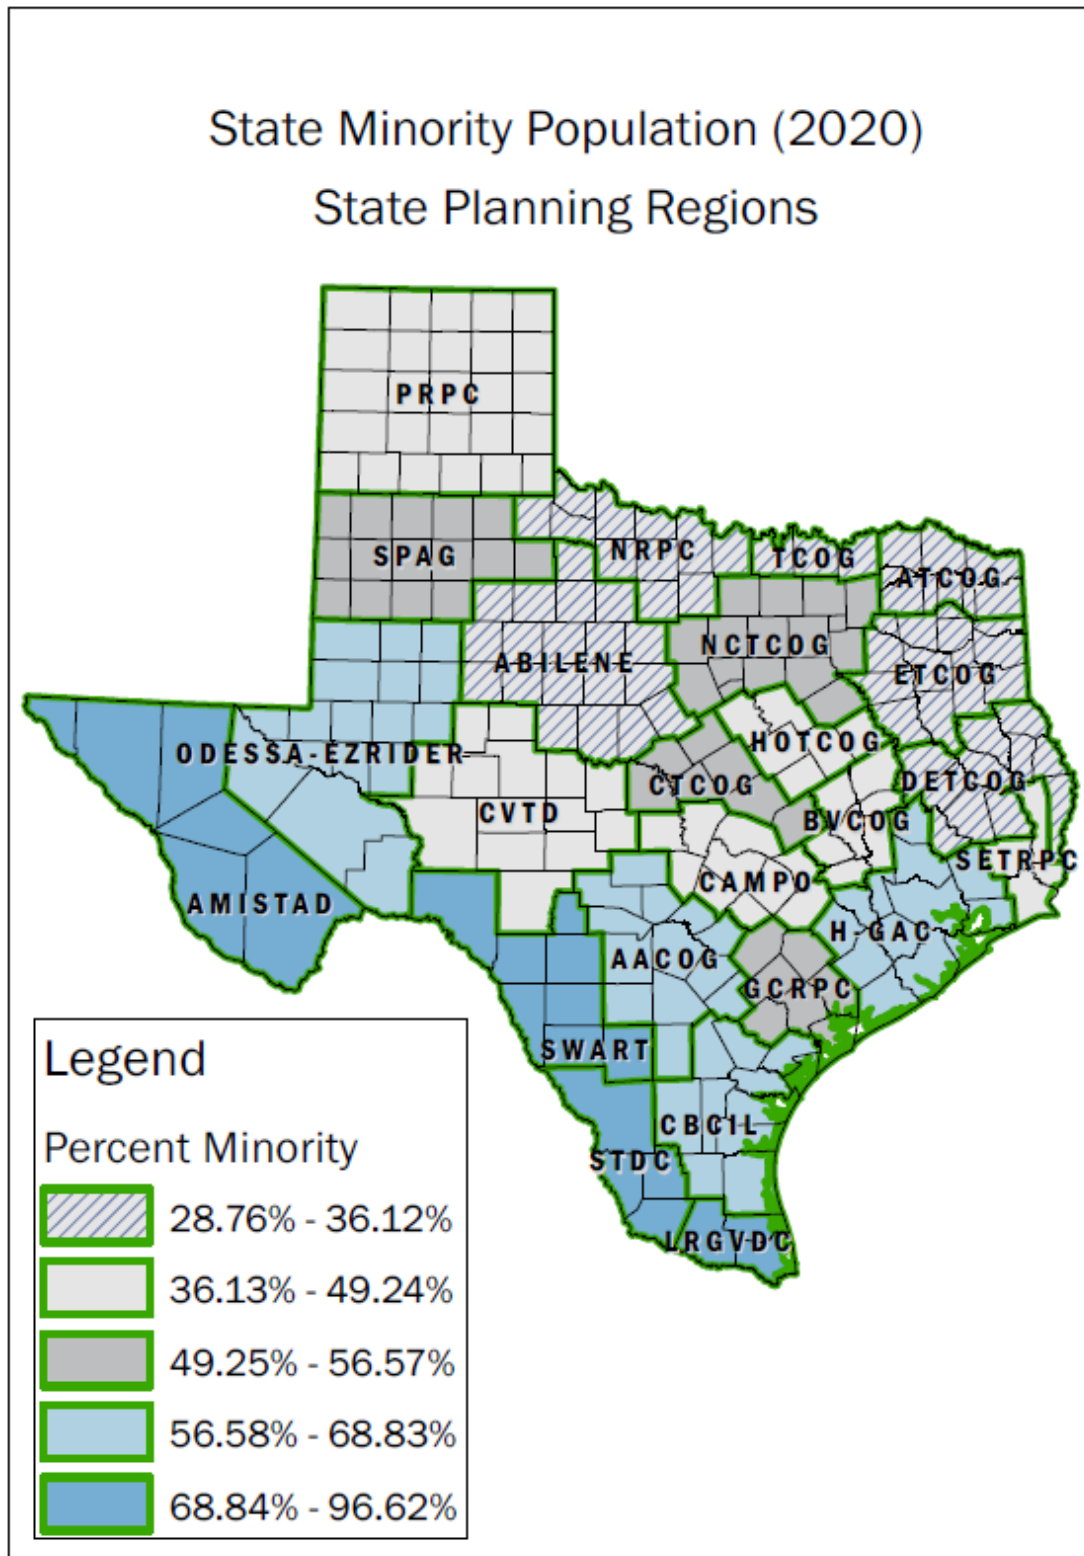 State Minority Population (2020)
State Planning Regions
PRPC
SPAG
NRPC
TCOG
ATCOG
NCTCOG
ABILENE
ETCOG
ODESSA-EZRIDER
HOTCOG
CTCOG
DETCOG
CVTD
BVCOG
SETRPC
CAMPO
AMISTAD
H-GAC
AACOG
GCRPC
SWART
CBCIL
STDC
LRGVDC
Legend
Percent Minority
28.76% - 36.12%
36.13% - 49.24%
49.25% - 56.57%
56.58% - 68.83%
68.84% - 96.62%